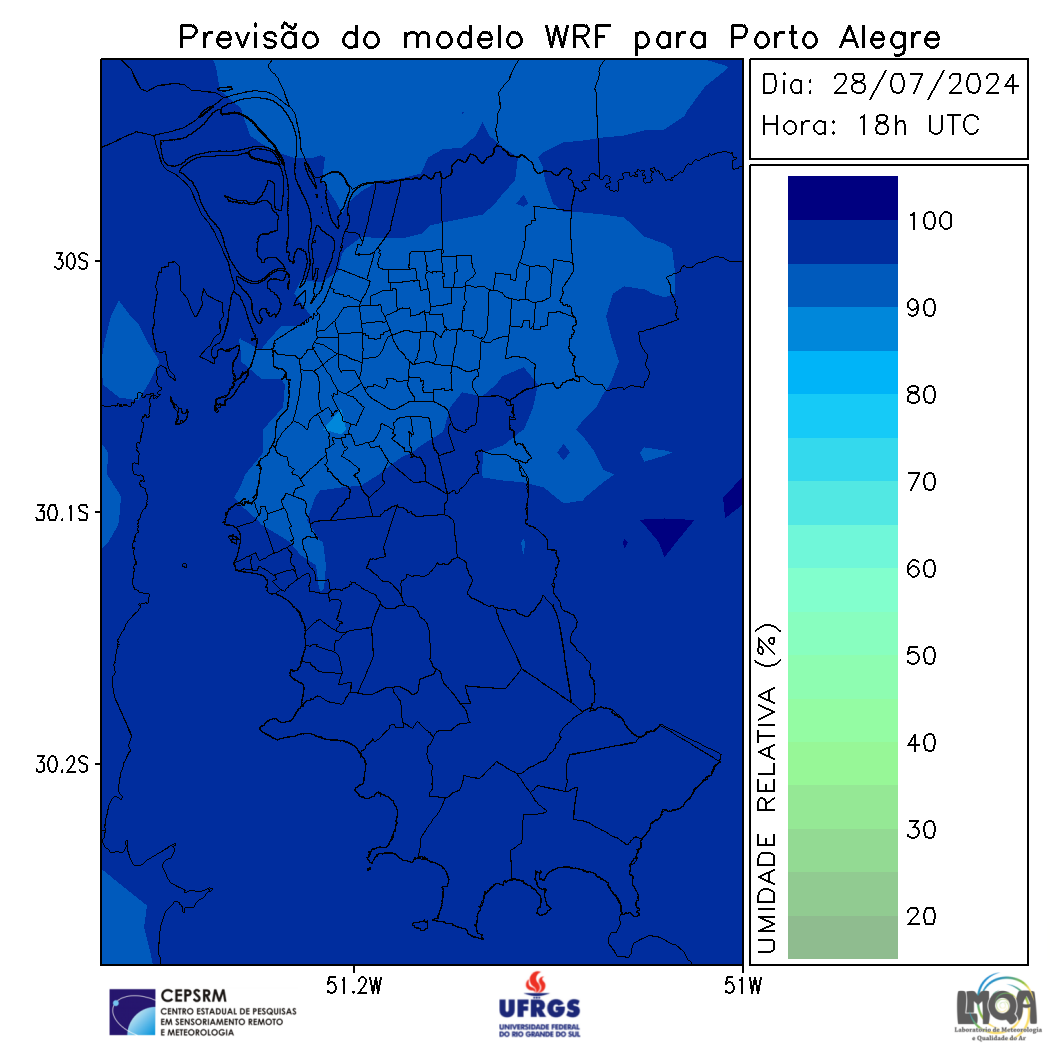 Previsão do modelo WRF para Porto Alegre
Dia: 28/07/2024
Hora: 18h UTC
30S
30.1S
30.2S
51.2W
51W
UMIDADE RELATIVA (%)
100
90
80
70
60
50
40
30
20
CEPSRM
CENTRO ESTADUAL DE PESQUISAS
EM SENSORIAMENTO REMOTO
E METEOROLOGIA
UFRGS
UNIVERSIDADE FEDERAL
DO RIO GRANDE DO SUL
LMQA
Laboratório de Meteorologia
e Qualidade do Ar